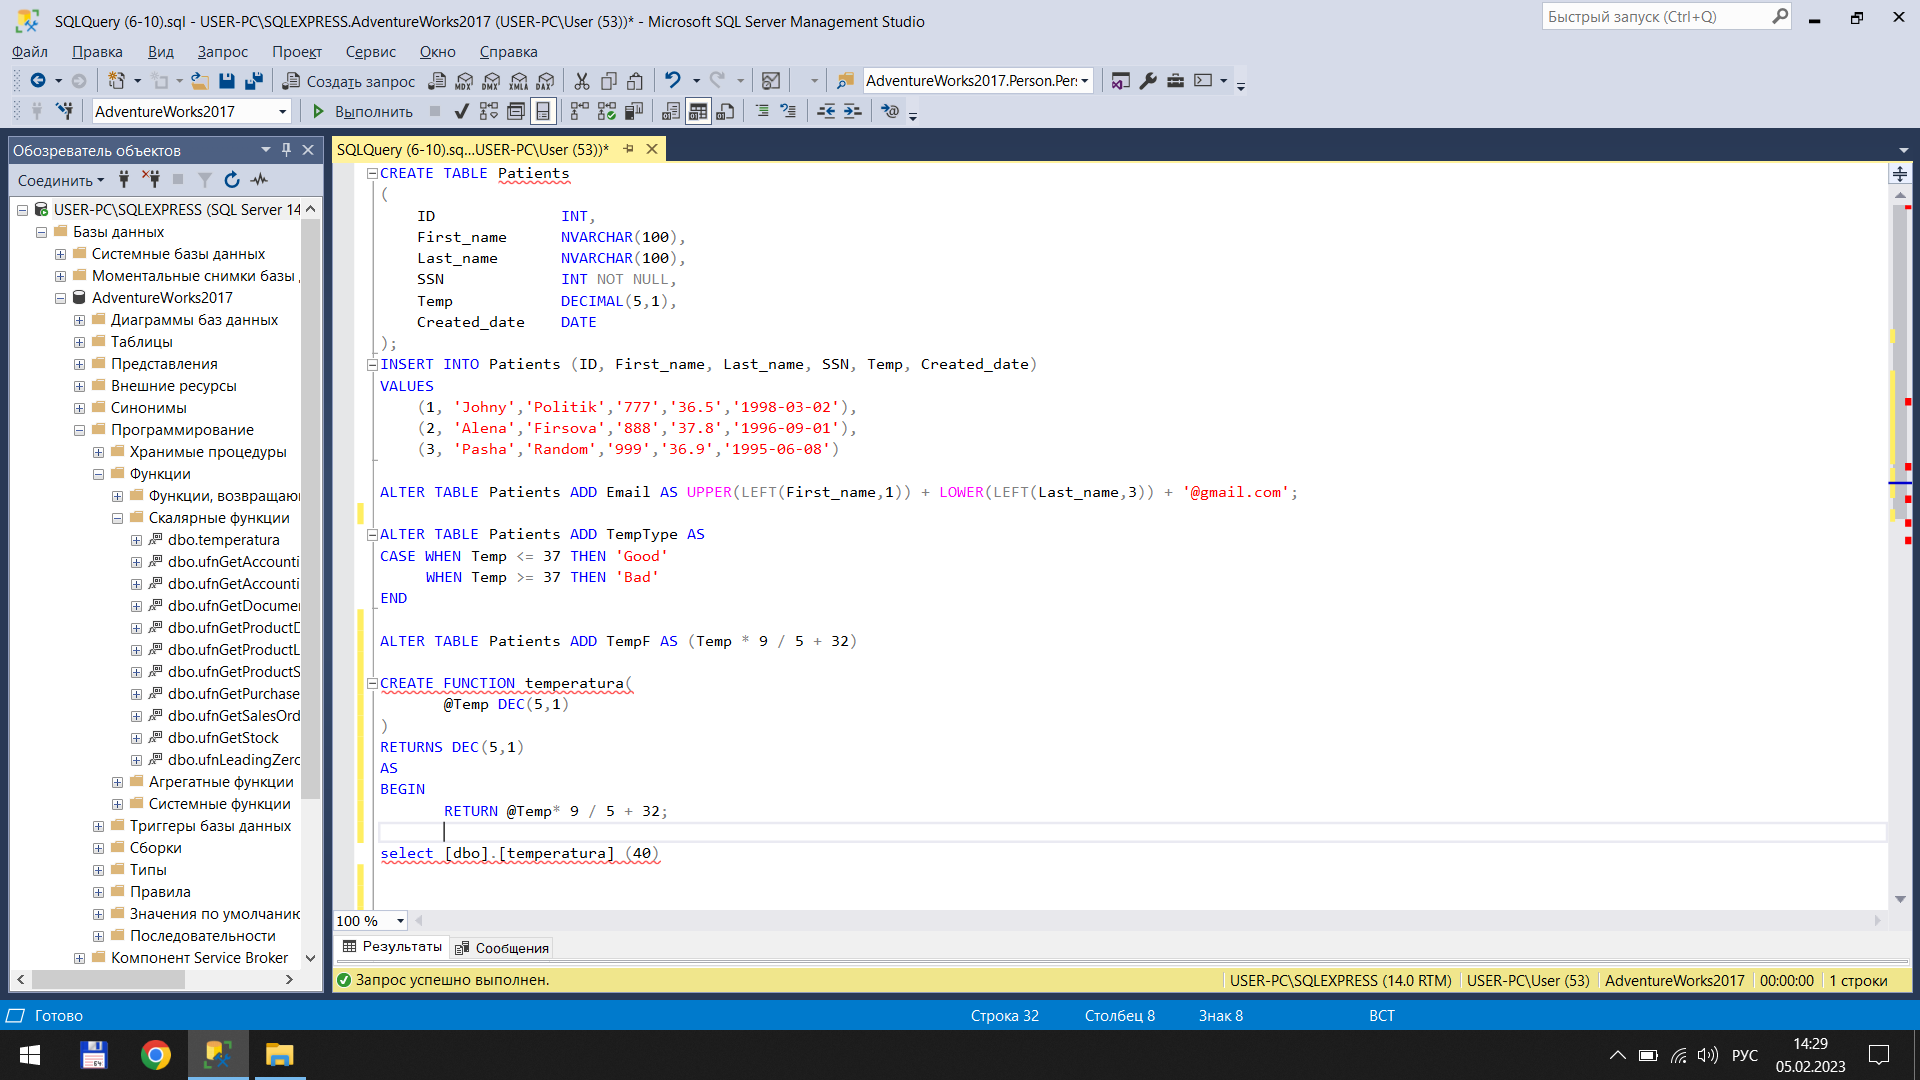 SQLQuery (6-10).sql - USER-PC\SQLEXPRESS.AdventureWorks2017 (USER-PC\User (53))* - Microsoft SQL Server Management Studio
Быстрый запуск (Ctrl+Q)
Файл Правка Вид Запрос Проект Сервис Окно Справка
Создать запрос MDX DMX XMLA DAX AdventureWorks2017.Person.Per:
AdventureWorks2017 Выполнить
Обозреватель объектов
Соединить
USER-PC\SQLEXPRESS (SQL Server 14
Базы данных
Системные базы данных
Моментальные снимки базы
AdventureWorks2017
Диаграммы баз данных
Таблицы
Представления
Внешние ресурсы
Синонимы
Программирование
Хранимые процедуры
Функции
Функции, возвращаю
Скалярные функции
dbo.temperatura
dbo.ufnGetAccounti
dbo.ufnGetAccounti
dbo.ufnGetDocumer
dbo.ufnGetProductD
dbo.ufnGetProductL
dbo.ufnGetProductS
dbo.ufnGetPurchase
dbo.ufnGetSalesOrd
dbo.ufnGetStock
dbo.ufnLeadingZerc
Агрегатные функции
Системные функции
Триггеры базы данных
Сборки
Типы
Правила
Значения по умолчанию
Последовательности
Компонент Service Broker
SQLQuery (6-10).sq...USER-PC\User (53))*
CREATE TABLE Patients
(
ID INT,
First_name NVARCHAR(100),
Last_name NVARCHAR(100),
SSN INT NOT NULL,
Temp DECIMAL(5,1),
Created_date DATE
);
INSERT INTO Patients (ID, First_name, Last_name, SSN, Temp, Created_date)
VALUES
(1, 'Johny','Politik','777','36.5','1998-03-02'),
(2, 'Alena','Firsova','888','37.8','1996-09-01'),
(3, 'Pasha','Random','999','36.9','1995-06-08')
ALTER TABLE Patients ADD Email AS UPPER(LEFT(First_name,1)) + LOWER(LEFT(Last_name,3)) + '@gmail.com';
ALTER TABLE Patients ADD TempType AS
CASE WHEN Temp <= 37 THEN 'Good'
WHEN Temp >= 37 THEN 'Bad'
END
ALTER TABLE Patients ADD TempF AS (Temp * 9 / 5 + 32)
CREATE FUNCTION temperatura(
@Temp DEC(5,1)
)
RETURNS DEC(5,1)
AS
BEGIN
RETURN @Temp* 9 / 5 + 32;
select [dbo].[temperatura] (40)
100 %
Результаты Сообщения
Запрос успешно выполнен. USER-PC\SQLEXPRESS (14.0 RTM) USER-PC\User (53) AdventureWorks2017 00:00:00 1 строки
Готово Строка 32 Столбец 8 Знак 8 ВСТ
64 РУС 14:29
05.02.2023